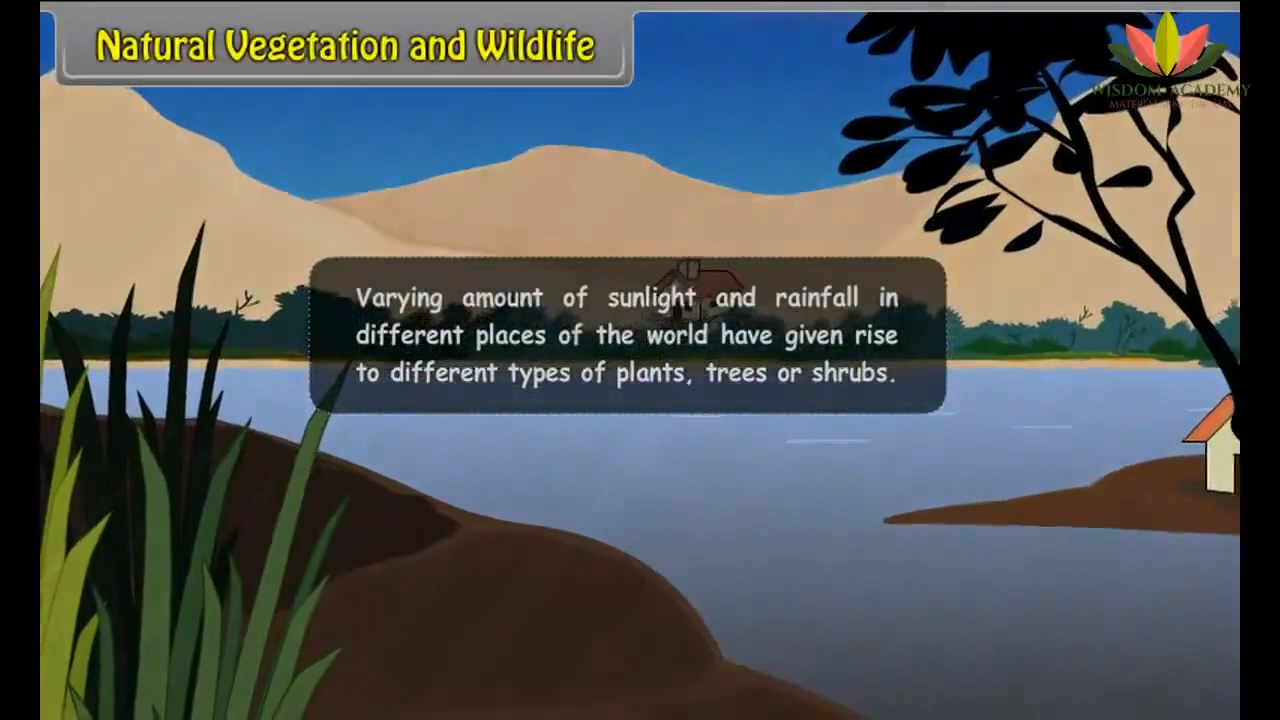 Natural Vegetation and Wildlife
WISDOM ACADEMY
Varying amount of sunlight and rainfall in
different places of the world have given rise
to different types of plants, trees or shrubs.